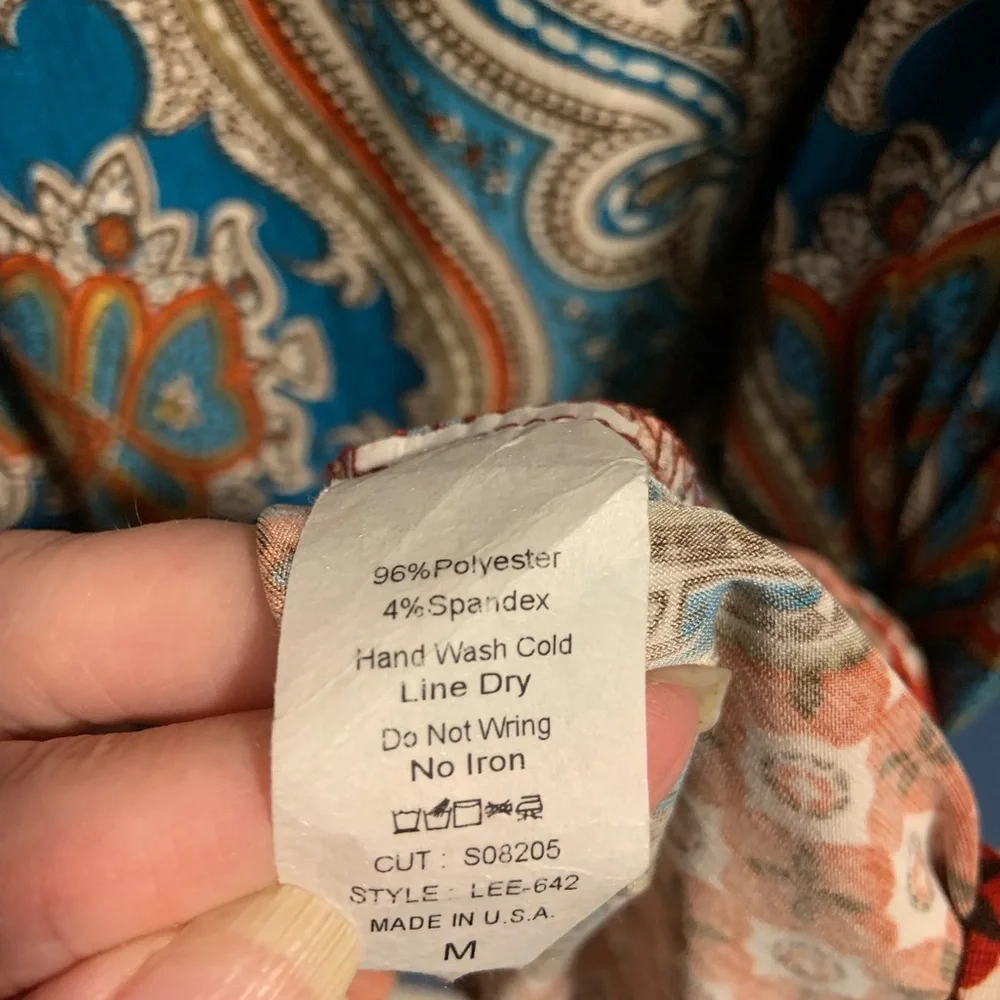 96%Polyester
4%Spandex
Hand Wash Cold
Line Dry
Do Not Wring
No Iron
CUT : S08205
STYLE : LEE-642
MADE IN U.S.A.
M